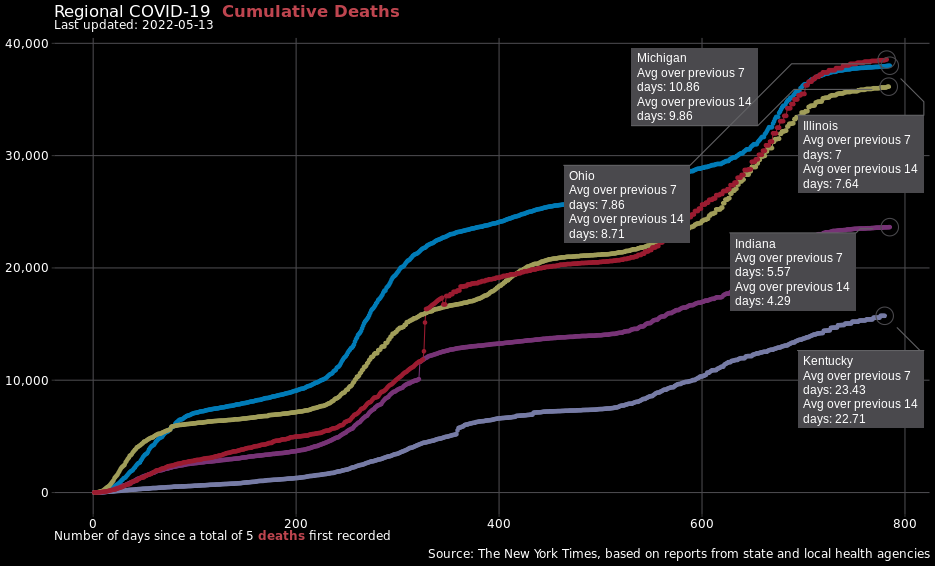 Regional COVID-19 Cumulative Deaths
Last updated: 2022-05-13
40,000
30,000
20,000
10,000
0
Michigan
Avg over previous 7
days: 10.86
Avg over previous 14
days: 9.86
Illinois
Avg over previous 7
days: 7
Avg over previous 14
days: 7.64
Ohio
Avg over previous 7
days: 7.86
Avg over previous 14
days: 8.71
Indiana
Avg over previous 7
days: 5.57
Avg over previous 14
days: 4.29
Kentucky
Avg over previous 7
days: 23.43
Avg over previous 14
days: 22.71
0 200 400 600 800
Number of days since a total of 5 deaths first recorded
Source: The New York Times, based on reports from state and local health agencies